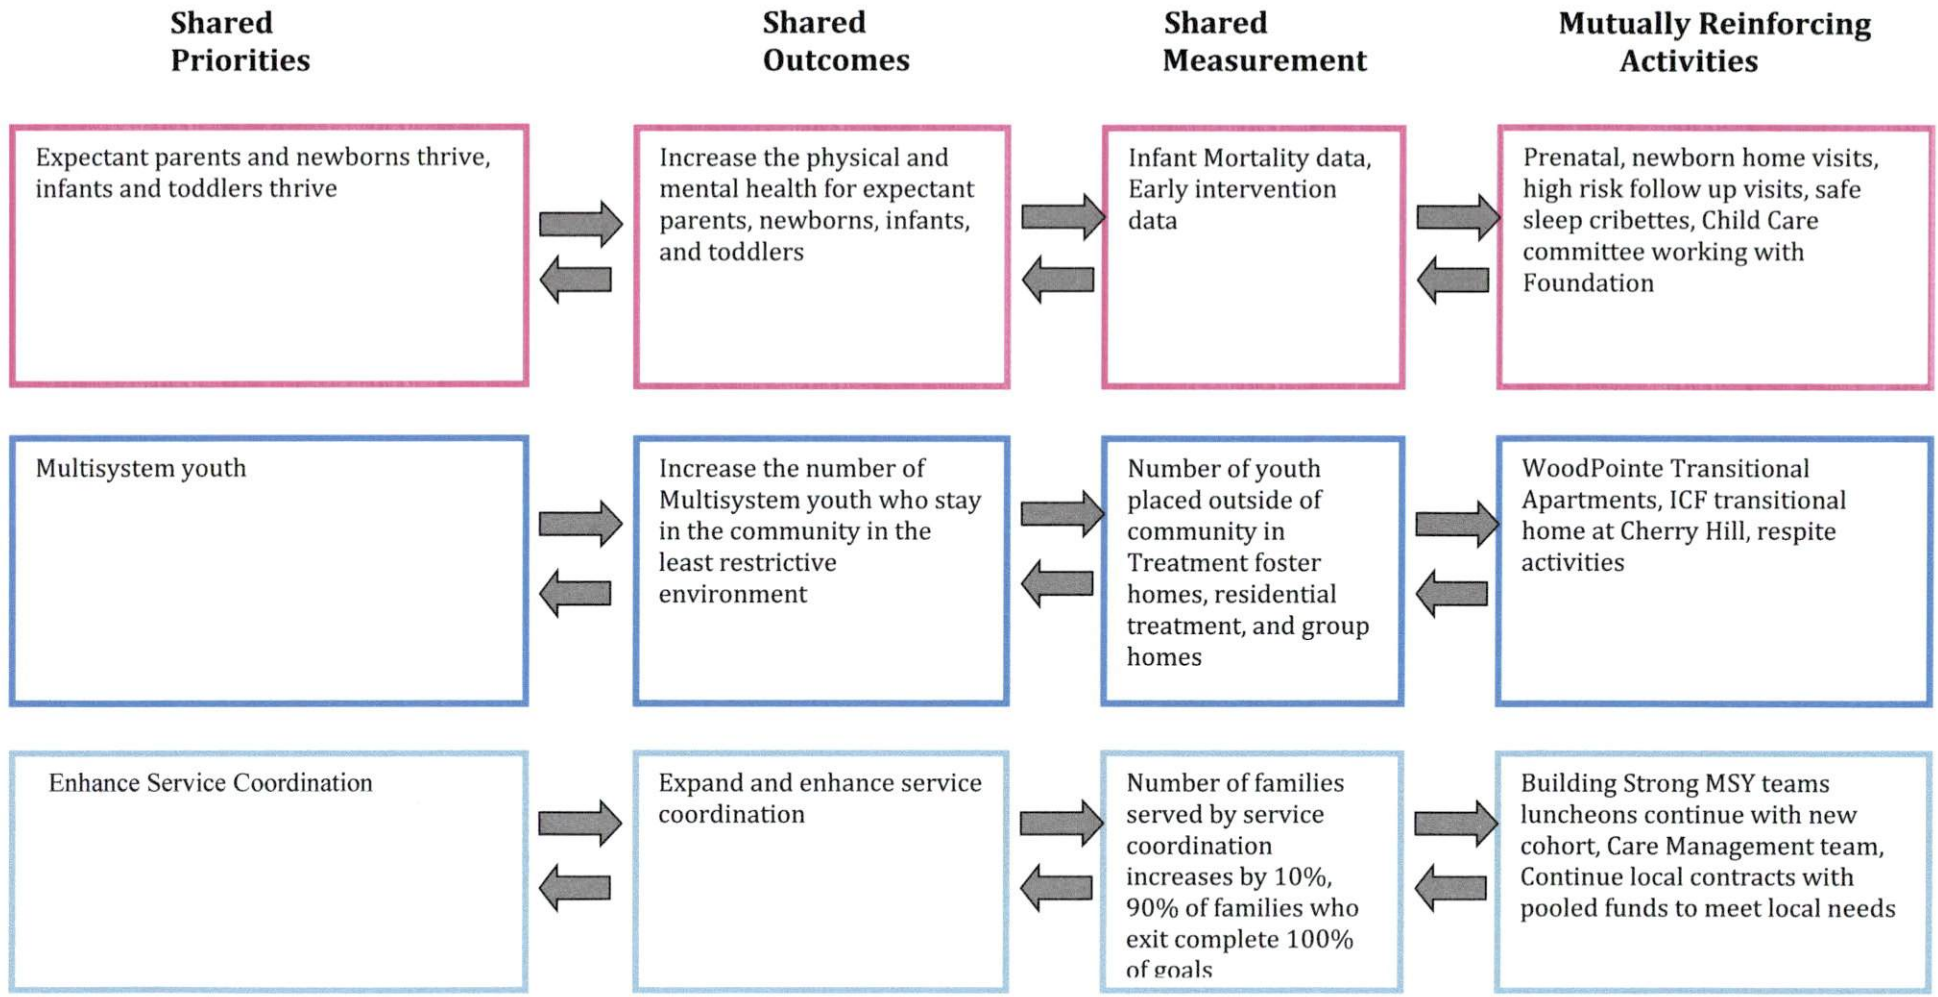 Shared
Priorities
Shared
Outcomes
Shared
Measurement
Mutually Reinforcing
Activities
Expectant parents and newborns thrive,
infants and toddlers thrive
Increase the physical and
mental health for expectant
parents, newborns, infants,
and toddlers
Infant Mortality data,
Early intervention
data
Prenatal, newborn home visits,
high risk follow up visits, safe
sleep cribettes, Child Care
committee working with
Foundation
Multisystem youth
Increase the number of
Multisystem youth who stay
in the community in the
least restrictive
environment
Number of youth
placed outside of
community in
Treatment foster
homes, residential
treatment, and group
homes
WoodPointe Transitional
Apartments, ICF transitional
home at Cherry Hill, respite
activities
Enhance Service Coordination
Expand and enhance service
coordination
Number of families
served by service
coordination
increases by 10%,
90% of families who
exit complete 100%
of goals
Building Strong MSY teams
luncheons continue with new
cohort, Care Management team,
Continue local contracts with
pooled funds to meet local needs